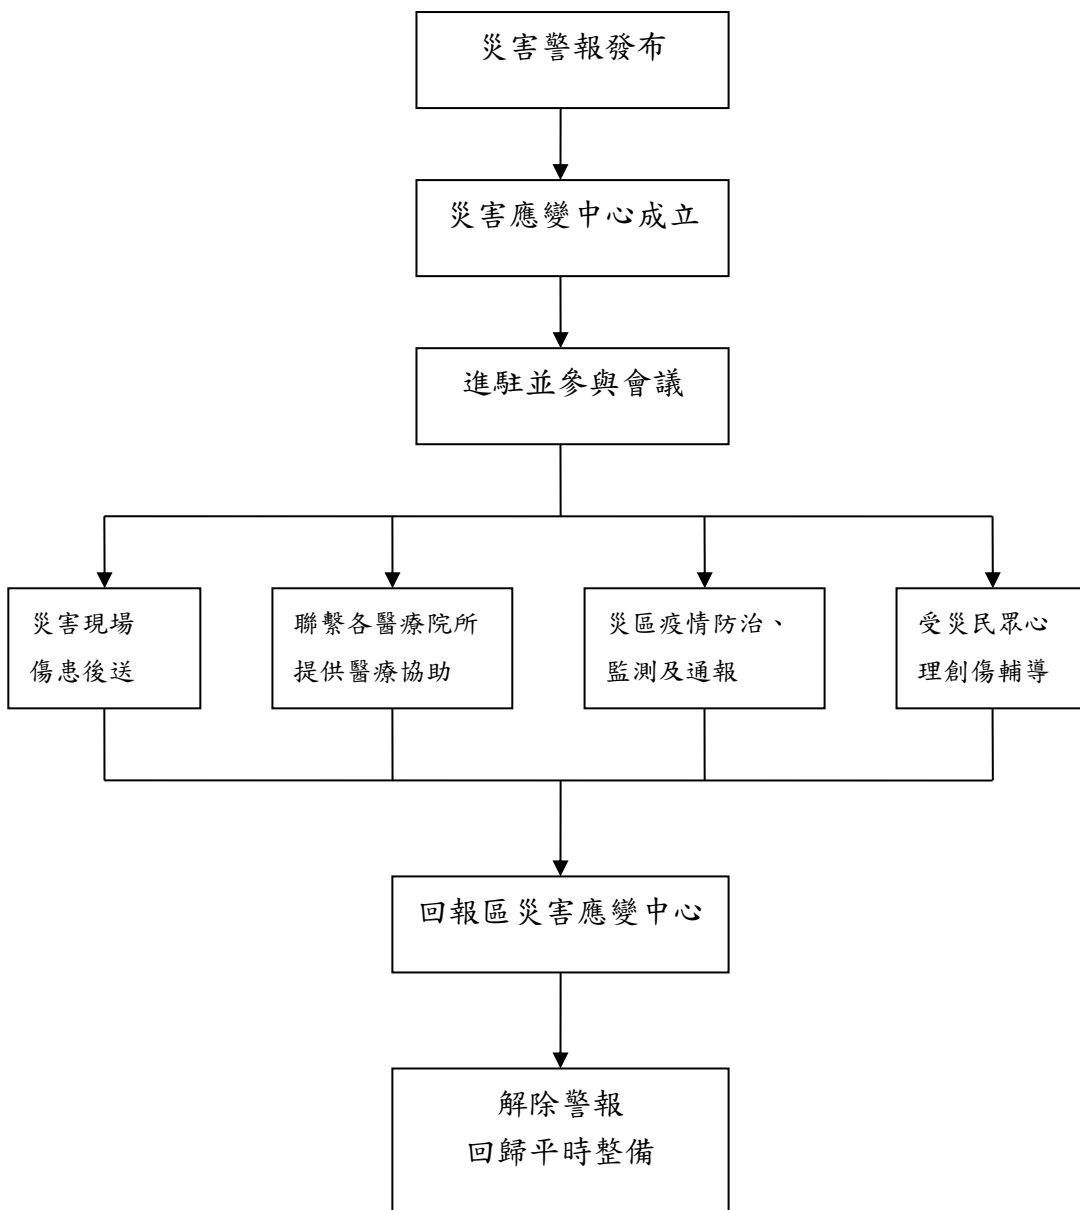 災害警報發布
災害應變中心成立
進駐並參與會議
災害現場
傷患後送
聯繫各醫療院所
提供醫療協助
災區疫情防治、
監測及通報
受災民眾心
理創傷輔導
回報區災害應變中心
解除警報
回歸平時整備